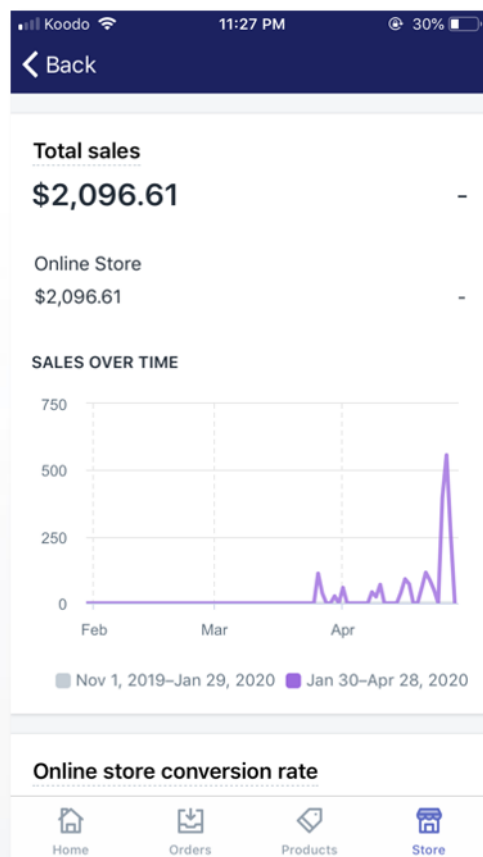 Koodo 11:27 PM 30%
Back
Total sales
$2,096.61 -
Online Store
$2,096.61 -
SALES OVER TIME
750
500
250
0
Feb Mar Apr
Nov 1, 2019–Jan 29, 2020 Jan 30–Apr 28, 2020
Online store conversion rate
Home Orders Products Store